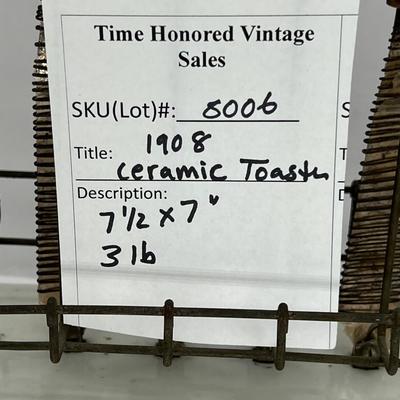 Time Honored Vintage
Sales
SKU(Lot)#: 8006
Title: 1908
Ceramic Toaster
Description:
7 1/2 x 7"
3 lb